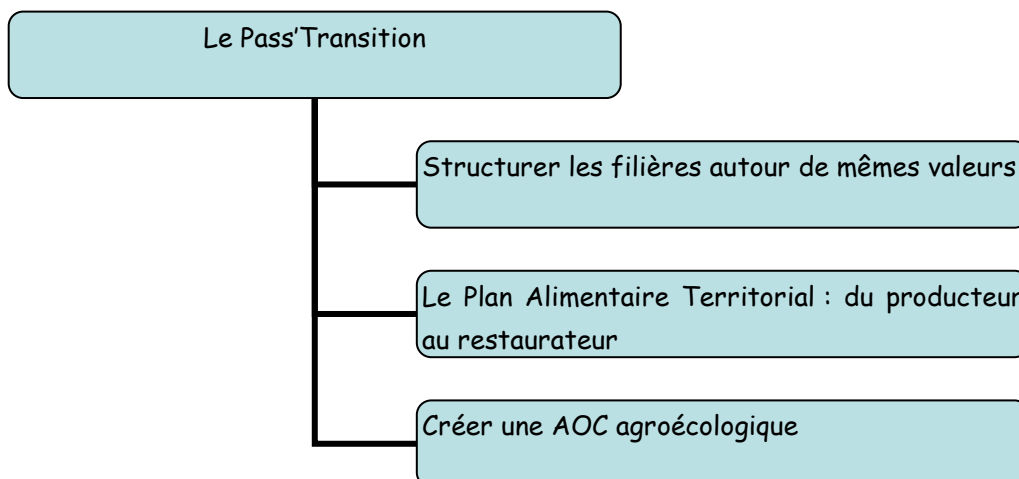 Le Pass'Transition
Structurer les filières autour de mêmes valeurs
Le Plan Alimentaire Territorial : du producteur
au restaurateur
Créer une AOC agroécologique